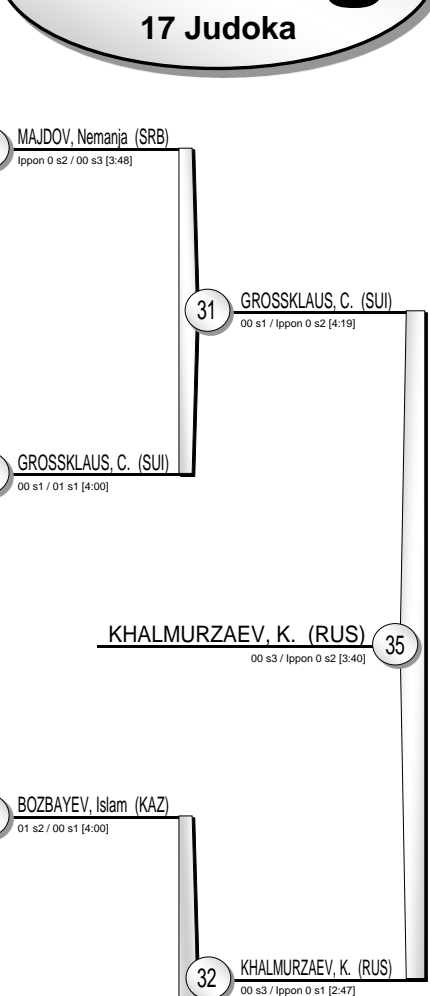 17 Judoka
MAJDOV, Nemanja (SRB)
Ippon 0 s2 / 00 s3 [3:48]
31
GROSSKLAUS, C. (SUI)
00 s1 / Ippon 0 s2 [4:19]
GROSSKLAUS, C. (SUI)
00 s1 / 01 s1 [4:00]
KHALMURZAEV, K. (RUS)
35
00 s3 / Ippon 0 s2 [3:40]
BOZBAYEV, Islam (KAZ)
01 s2 / 00 s1 [4:00]
32
KHALMURZAEV, K. (RUS)
00 s3 / Ippon 0 s1 [2:47]